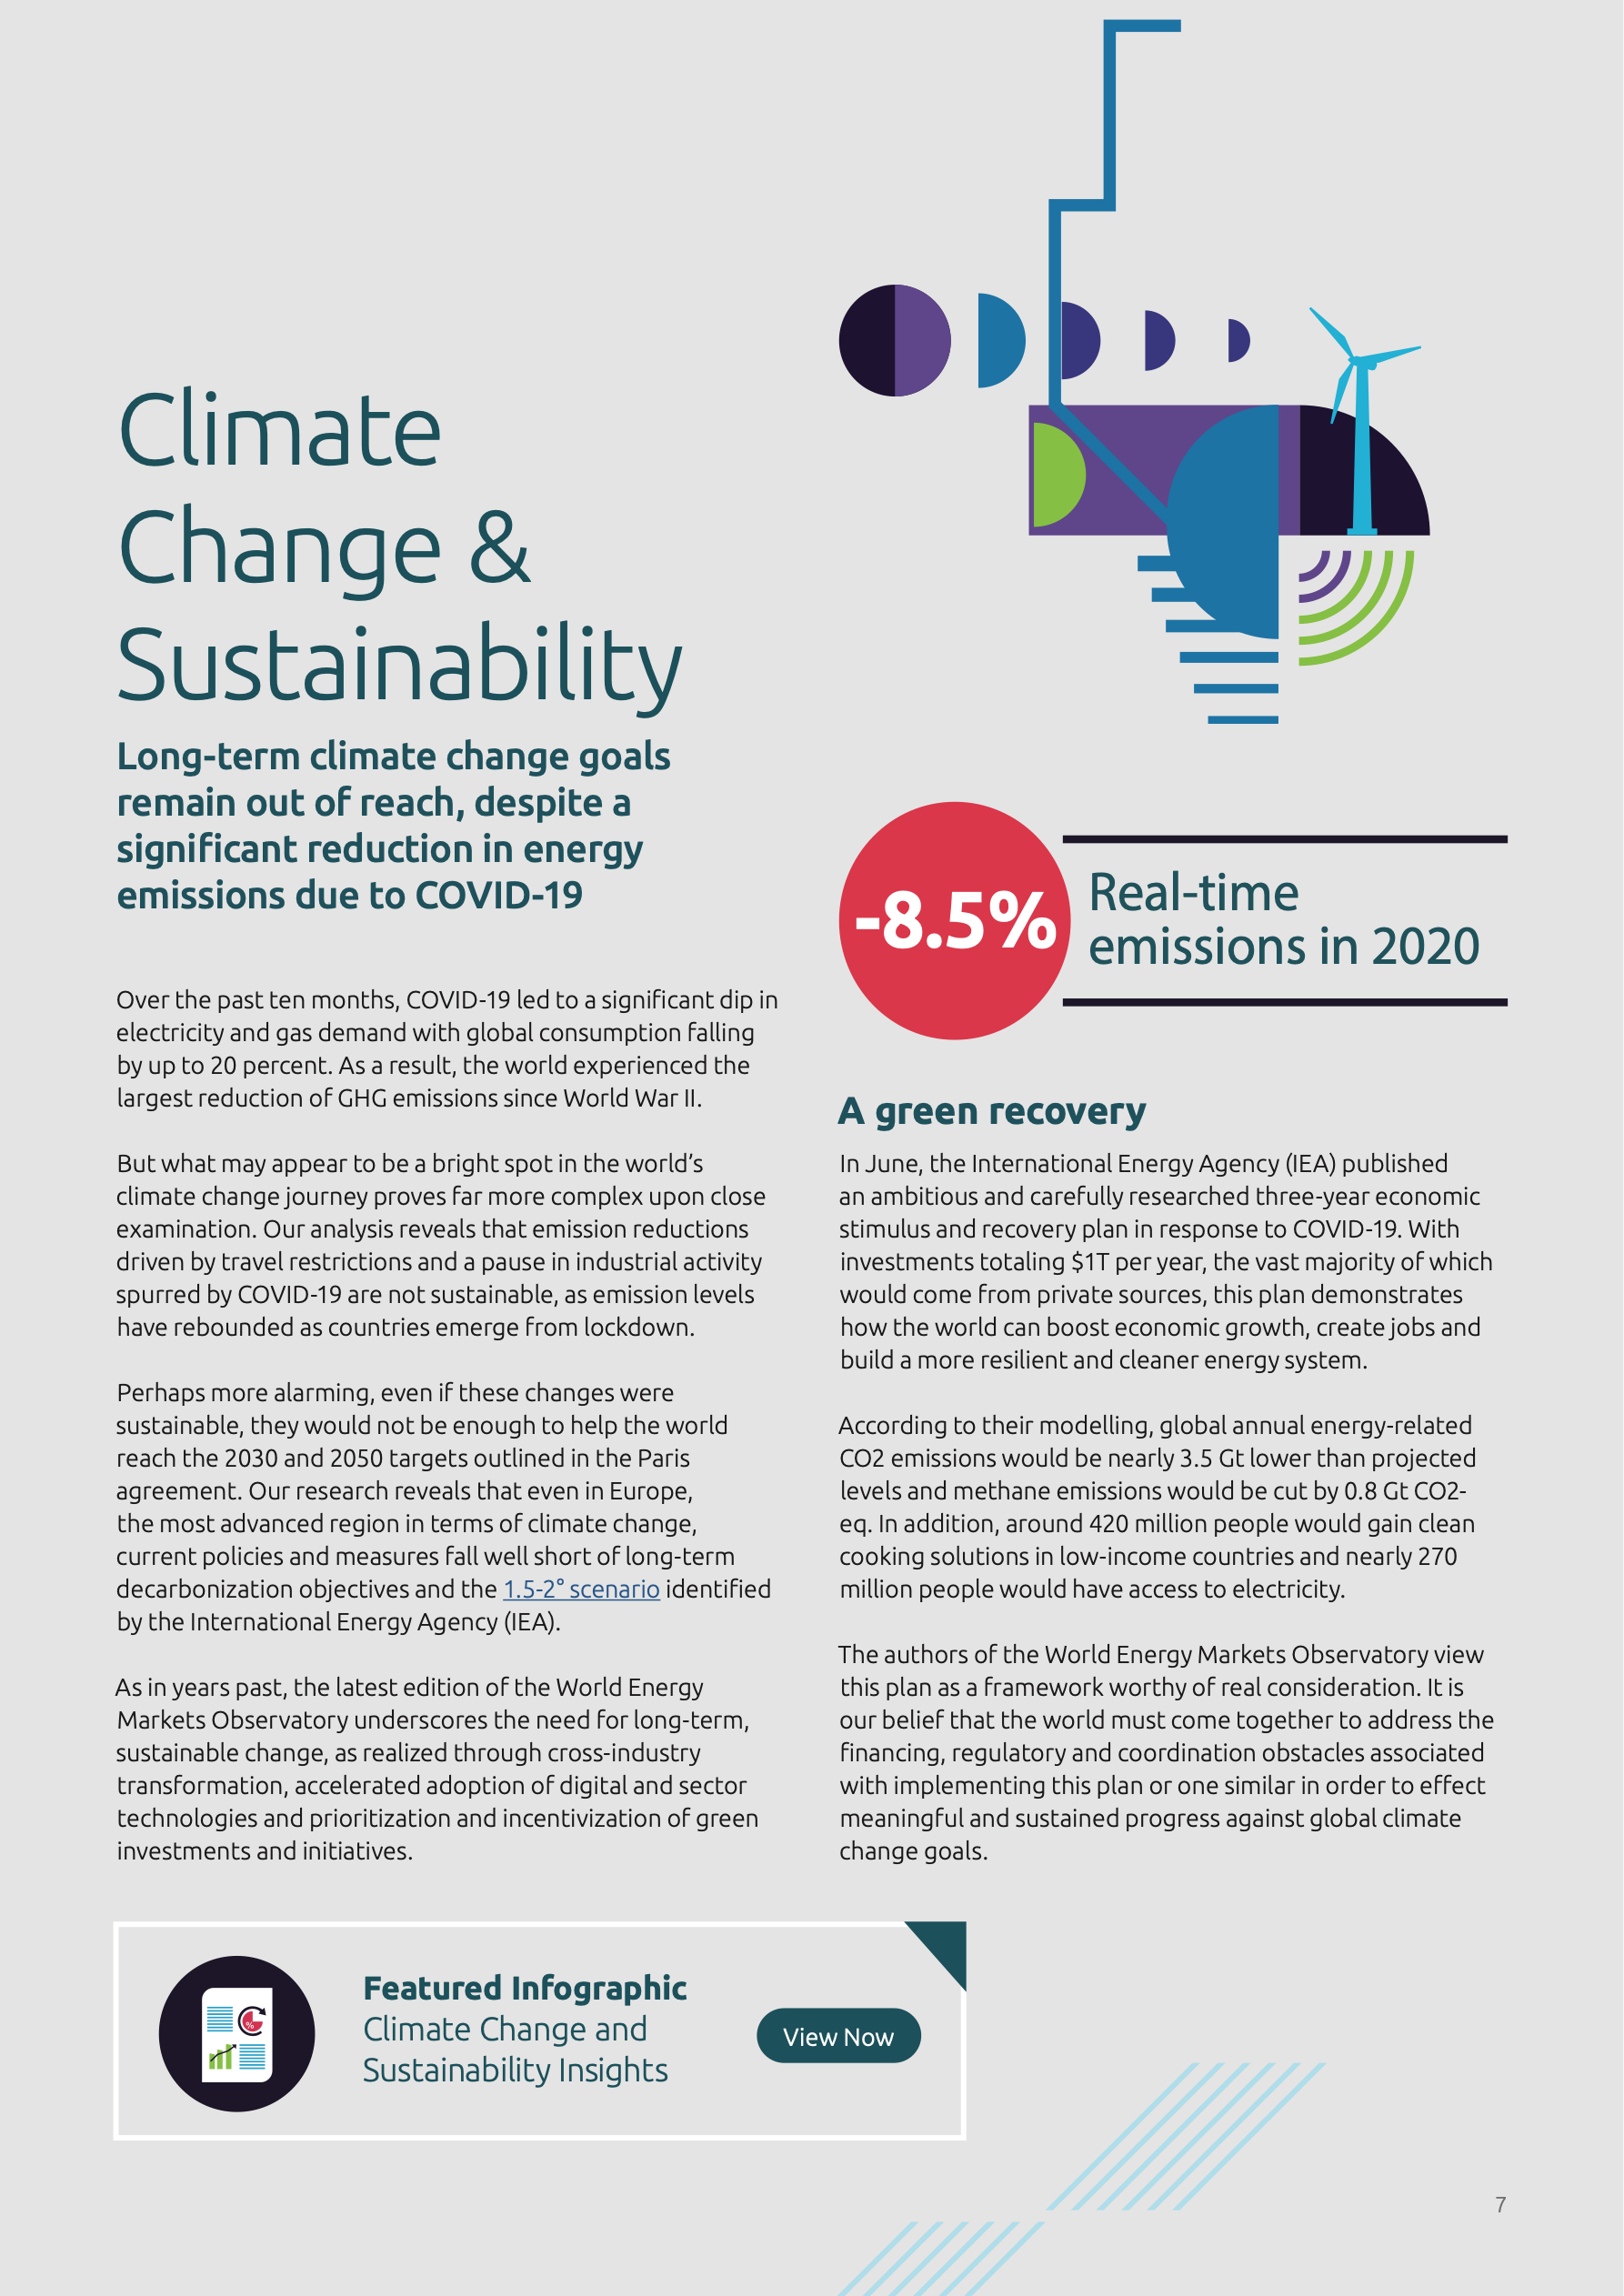 Climate
Change &
Sustainability
Long-term climate change goals
remain out of reach, despite a
significant reduction in energy
emissions due to COVID-19
Over the past ten months, COVID-19 led to a significant dip in
electricity and gas demand with global consumption falling
by up to 20 percent. As a result, the world experienced the
largest reduction of GHG emissions since World War II.
But what may appear to be a bright spot in the world’s
climate change journey proves far more complex upon close
examination. Our analysis reveals that emission reductions
driven by travel restrictions and a pause in industrial activity
spurred by COVID-19 are not sustainable, as emission levels
have rebounded as countries emerge from lockdown.
Perhaps more alarming, even if these changes were
sustainable, they would not be enough to help the world
reach the 2030 and 2050 targets outlined in the Paris
agreement. Our research reveals that even in Europe,
the most advanced region in terms of climate change,
current policies and measures fall well short of long-term
decarbonization objectives and the 1.5-2° scenario identified
by the International Energy Agency (IEA).
As in years past, the latest edition of the World Energy
Markets Observatory underscores the need for long-term,
sustainable change, as realized through cross-industry
transformation, accelerated adoption of digital and sector
technologies and prioritization and incentivization of green
investments and initiatives.
-8.5%
Real-time
emissions in 2020
A green recovery
In June, the International Energy Agency (IEA) published
an ambitious and carefully researched three-year economic
stimulus and recovery plan in response to COVID-19. With
investments totaling $1T per year, the vast majority of which
would come from private sources, this plan demonstrates
how the world can boost economic growth, create jobs and
build a more resilient and cleaner energy system.
According to their modelling, global annual energy-related
CO2 emissions would be nearly 3.5 Gt lower than projected
levels and methane emissions would be cut by 0.8 Gt CO2-
eq. In addition, around 420 million people would gain clean
cooking solutions in low-income countries and nearly 270
million people would have access to electricity.
The authors of the World Energy Markets Observatory view
this plan as a framework worthy of real consideration. It is
our belief that the world must come together to address the
financing, regulatory and coordination obstacles associated
with implementing this plan or one similar in order to effect
meaningful and sustained progress against global climate
change goals.
%
Featured Infographic
Climate Change and
Sustainability Insights
View Now
7